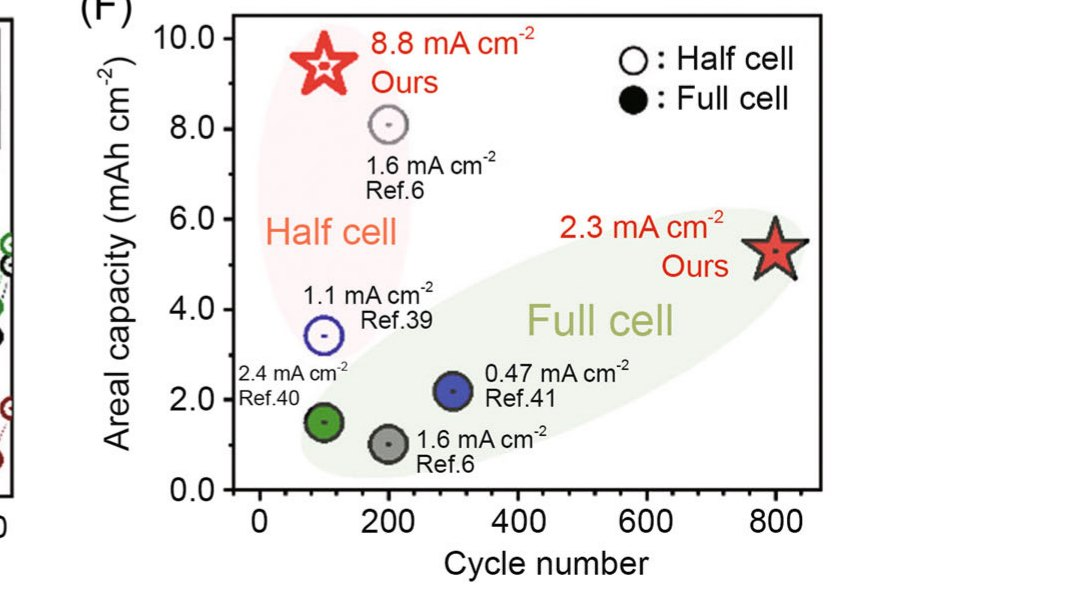 (F)
10.0
8.0
6.0
4.0
2.0
0.0
Areal capacity (mAh cm⁻²)
8.8 mA cm⁻²
Ours
: Half cell
: Full cell
1.6 mA cm⁻²
Ref.6
Half cell
2.3 mA cm⁻²
Ours
1.1 mA cm⁻²
Ref.39
Full cell
2.4 mA cm⁻²
Ref.40
0.47 mA cm⁻²
Ref.41
1.6 mA cm⁻²
Ref.6
0
200
400
600
800
Cycle number